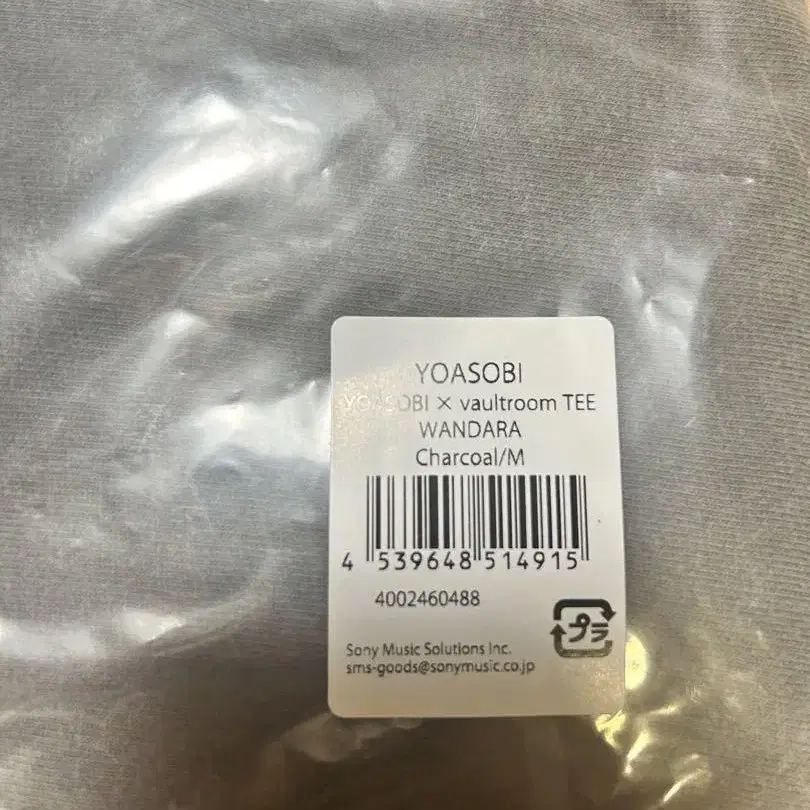 YOASOBI
YOASOBI × vaultroom TEE
WANDARA
Charcoal/M
4 539648 514915
4002460488
プラ
Sony Music Solutions Inc.
sms-goods@sonymusic.co.jp